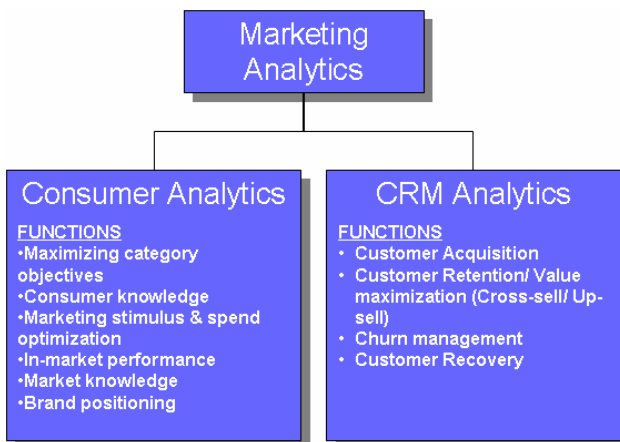 Marketing
Analytics
Consumer Analytics
FUNCTIONS
•Maximizing category
objectives
•Consumer knowledge
•Marketing stimulus & spend
optimization
•In-market performance
•Market knowledge
•Brand positioning
CRM Analytics
FUNCTIONS
• Customer Acquisition
• Customer Retention/ Value
maximization (Cross-sell/ Up-
sell)
• Churn management
• Customer Recovery